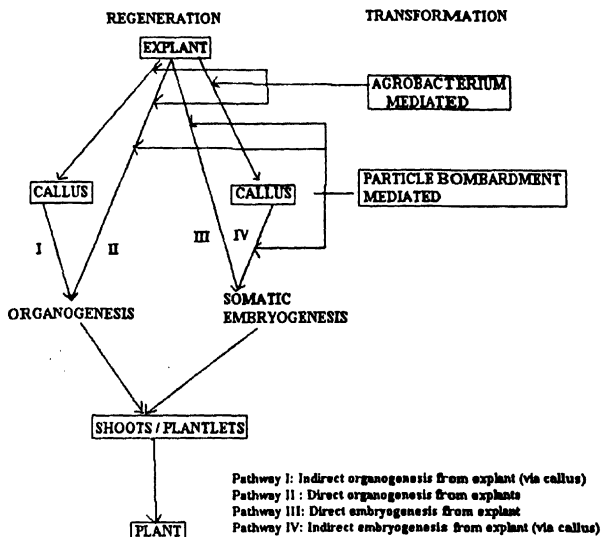 REGENERATION
TRANSFORMATION
EXPLANT
AGROBACTERIUM
MEDIATED
CALLUS
CALLUS
PARTICLE BOMBARDMENT
MEDIATED
I
II
III
IV
ORGANOGENESIS
SOMATIC
EMBRYOGENESIS
SHOOTS / PLANTLETS
PLANT
Pathway I: Indirect organogenesis from explant (via callus)
Pathway II : Direct organogenesis from explants
Pathway III: Direct embryogenesis from explant
Pathway IV: Indirect embryogenesis from explant (via callus)